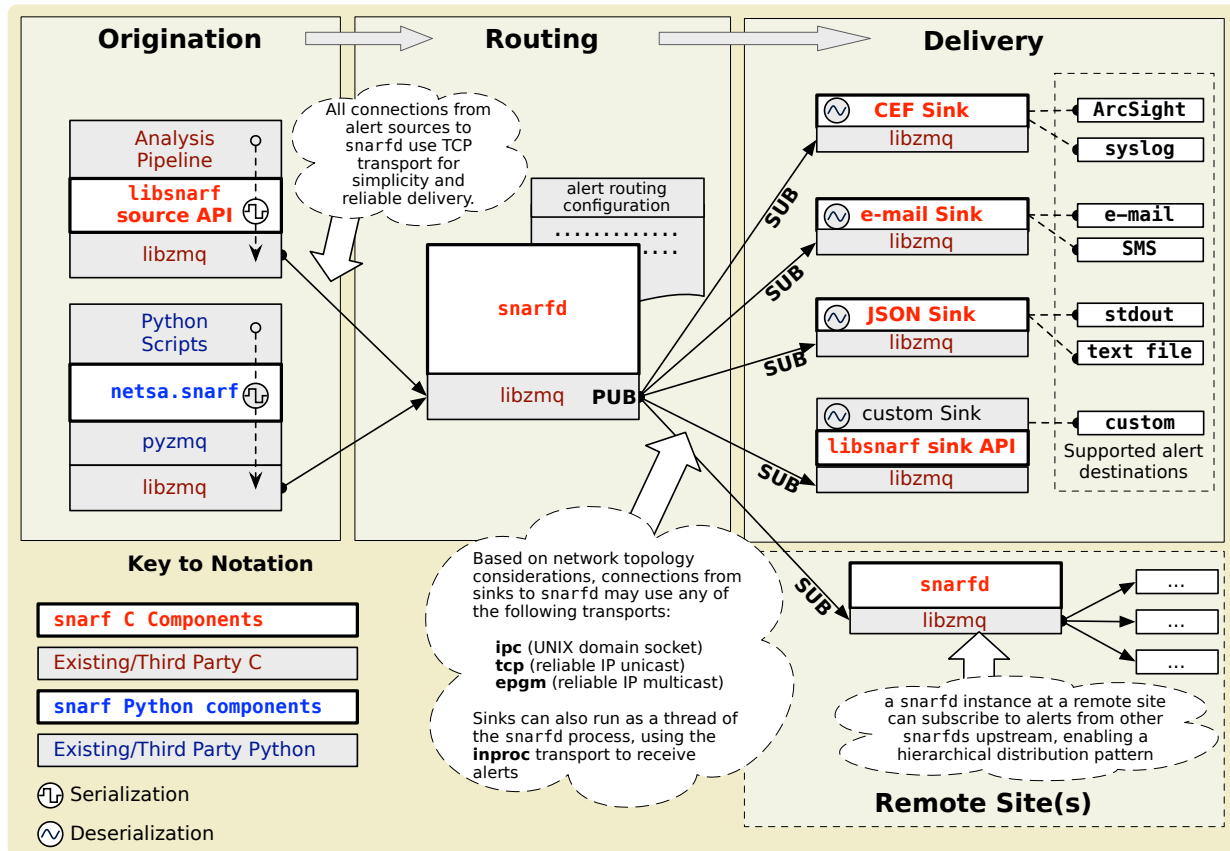 Origination
Routing
Delivery
All connections from
alert sources to
snarfd use TCP
transport for
simplicity and
reliable delivery.
Analysis
Pipeline
libsnarf
source API
libzmq
Python
Scripts
netsa.snarf
pyzmq
libzmq
alert routing
configuration
.............
....
snarfd
libzmq
PUB
SUB
SUB
SUB
SUB
SUB
CEF Sink
libzmq
e-mail Sink
libzmq
JSON Sink
libzmq
custom Sink
libsnarf sink API
libzmq
ArcSight
syslog
e-mail
SMS
stdout
text file
custom
Supported alert
destinations
Based on network topology
considerations, connections from
sinks to snarfd may use any of
the following transports:
ipc (UNIX domain socket)
tcp (reliable IP unicast)
epgm (reliable IP multicast)
Sinks can also run as a thread of
the snarfd process, using the
inproc transport to receive
alerts
snarfd
libzmq
...
...
...
a snarfd instance at a remote site
can subscribe to alerts from other
snarfds upstream, enabling a
hierarchical distribution pattern
Remote Site(s)
Key to Notation
snarf C Components
Existing/Third Party C
snarf Python components
Existing/Third Party Python
Serialization
Deserialization